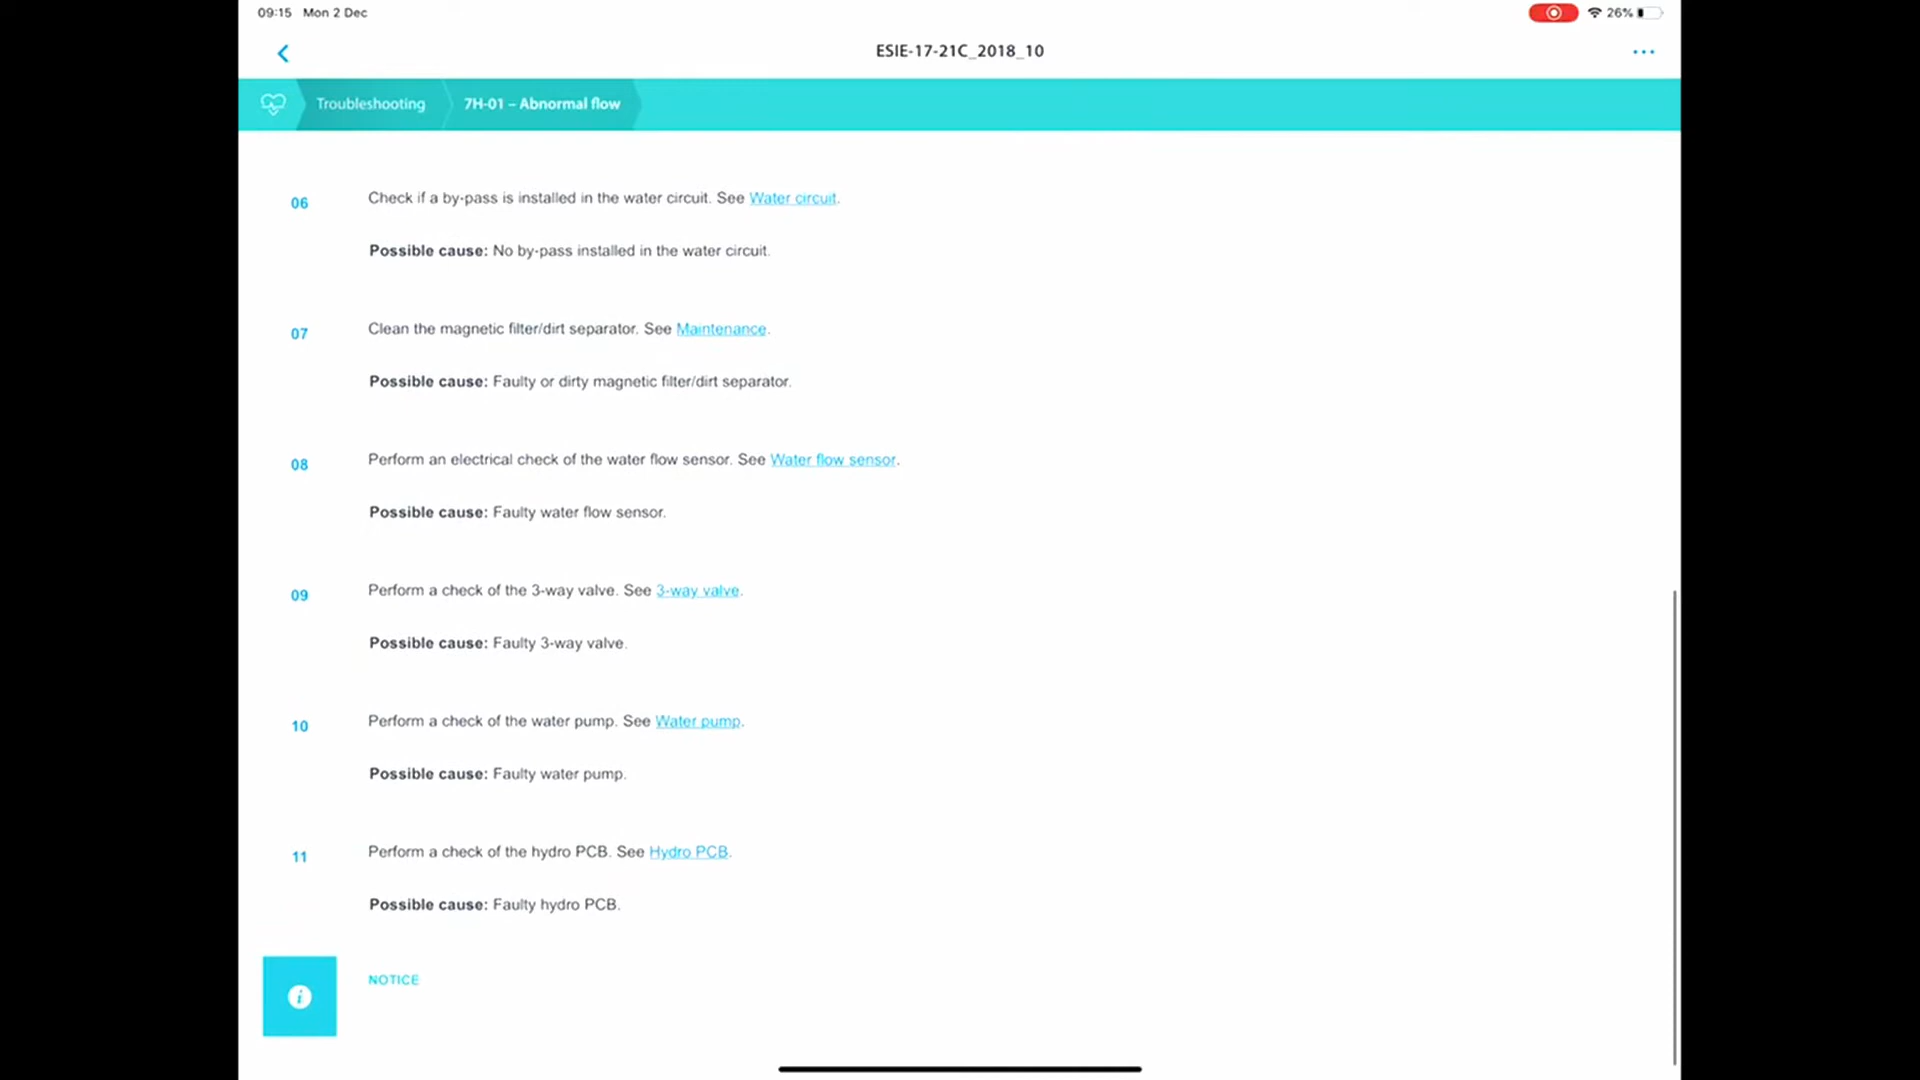 09:15 Mon 2 Dec
26%
ESIE-17-21C_2018_10
Troubleshooting
7H-01 – Abnormal flow
06
Check if a by-pass is installed in the water circuit. See Water circuit.
Possible cause: No by-pass installed in the water circuit.
07
Clean the magnetic filter/dirt separator. See Maintenance.
Possible cause: Faulty or dirty magnetic filter/dirt separator.
08
Perform an electrical check of the water flow sensor. See Water flow sensor.
Possible cause: Faulty water flow sensor.
09
Perform a check of the 3-way valve. See 3-way valve.
Possible cause: Faulty 3-way valve.
10
Perform a check of the water pump. See Water pump.
Possible cause: Faulty water pump.
11
Perform a check of the hydro PCB. See Hydro PCB.
Possible cause: Faulty hydro PCB.
i
NOTICE